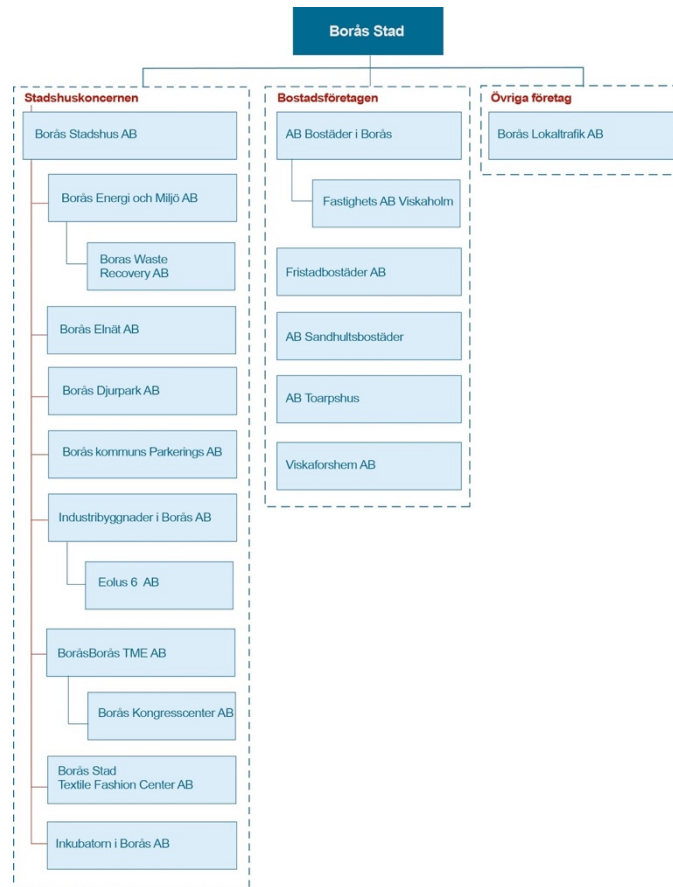 Borås Stad
Stadshuskoncernen
Borås Stadshus AB
Borås Energi och Miljö AB
Boras Waste
Recovery AB
Borås Elnät AB
Borås Djurpark AB
Borås kommuns Parkerings AB
Industribyggnader i Borås AB
Eolus 6 AB
BoråsBorås TME AB
Borås Kongresscenter AB
Borås Stad
Textile Fashion Center AB
Inkubatorn i Borås AB
Bostadsföretagen
AB Bostäder i Borås
Fastighets AB Viskaholm
Fristadbostäder AB
AB Sandhultsbostäder
AB Toarpshus
Viskaforshem AB
Övriga företag
Borås Lokaltrafik AB